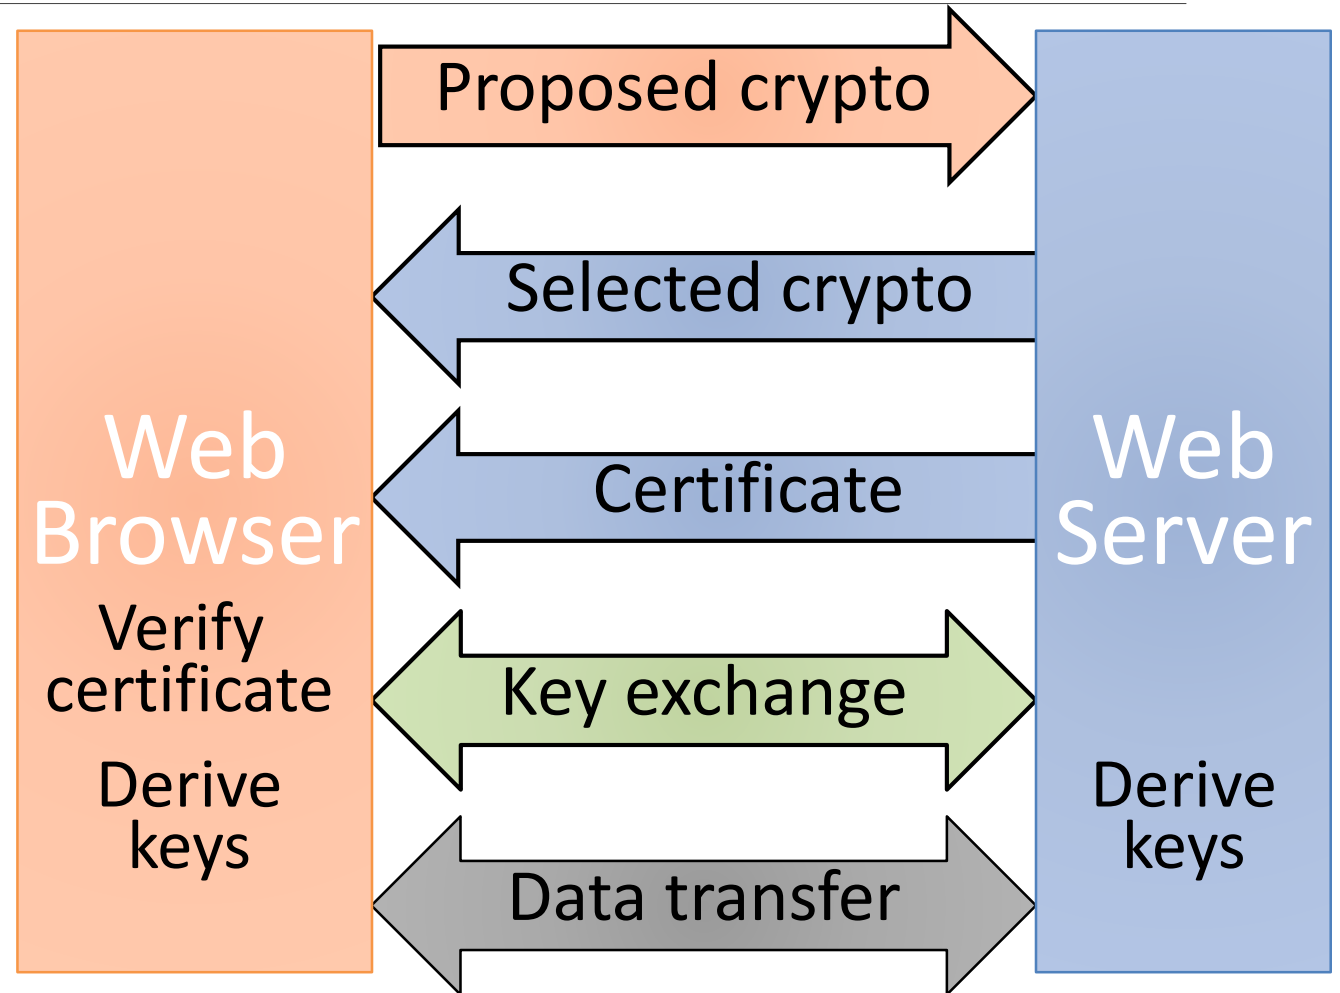 Proposed crypto
Selected crypto
Certificate
Web
Browser
Web
Server
Verify
certificate
Key exchange
Derive
keys
Derive
keys
Data transfer